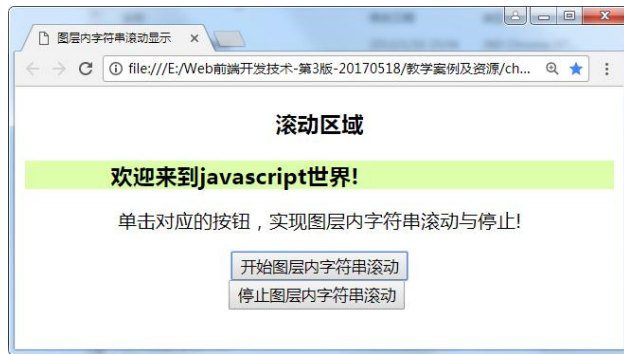 图层内字符串滚动显示
file:///E:/Web前端开发技术-第3版-20170518/教学案例及资源/ch...
滚动区域
欢迎来到javascript世界!
单击对应的按钮，实现图层内字符串滚动与停止!
开始图层内字符串滚动
停止图层内字符串滚动